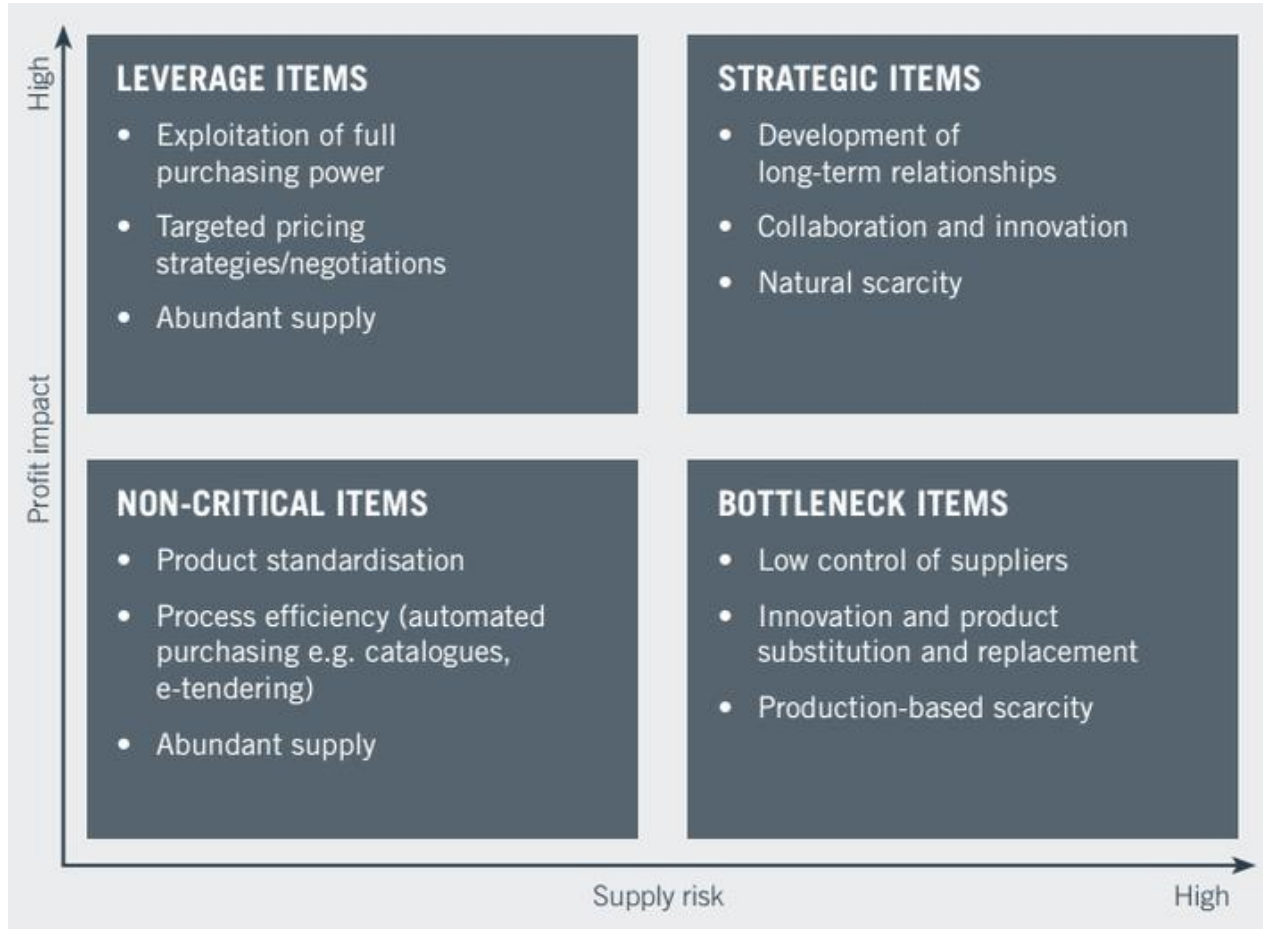 High
Profit impact
LEVERAGE ITEMS
• Exploitation of full
purchasing power
• Targeted pricing
strategies/negotiations
• Abundant supply
STRATEGIC ITEMS
• Development of
long-term relationships
• Collaboration and innovation
• Natural scarcity
NON-CRITICAL ITEMS
• Product standardisation
• Process efficiency (automated
purchasing e.g. catalogues,
e-tendering)
• Abundant supply
BOTTLENECK ITEMS
• Low control of suppliers
• Innovation and product
substitution and replacement
• Production-based scarcity
Supply risk
High